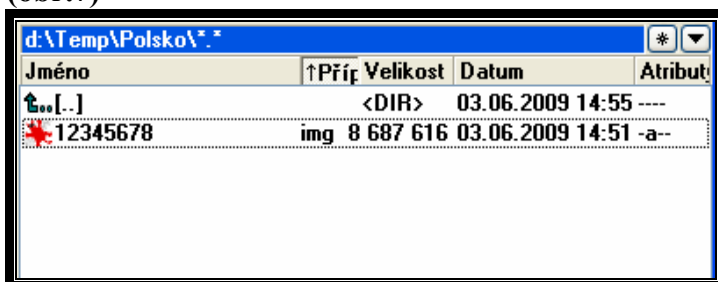 d:\Temp\Polsko\*.*
Jméno ↑Příp Velikost Datum Atributy
[..] <DIR> 03.06.2009 14:55 ----
12345678 img 8 687 616 03.06.2009 14:51 -a--